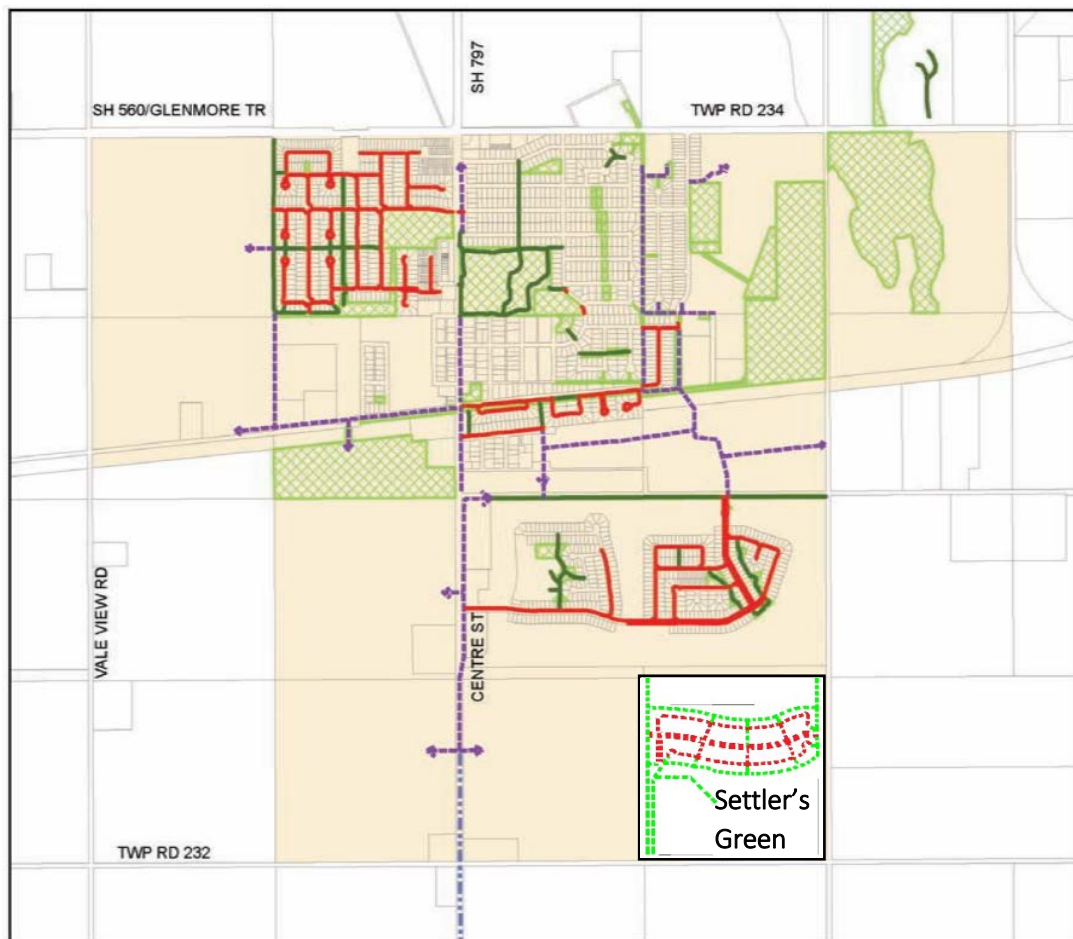 SH 797
SH 560/GLENMORE TR
TWP RD 234
VALE VIEW RD
CENTRE ST
Settler’s
Green
TWP RD 232